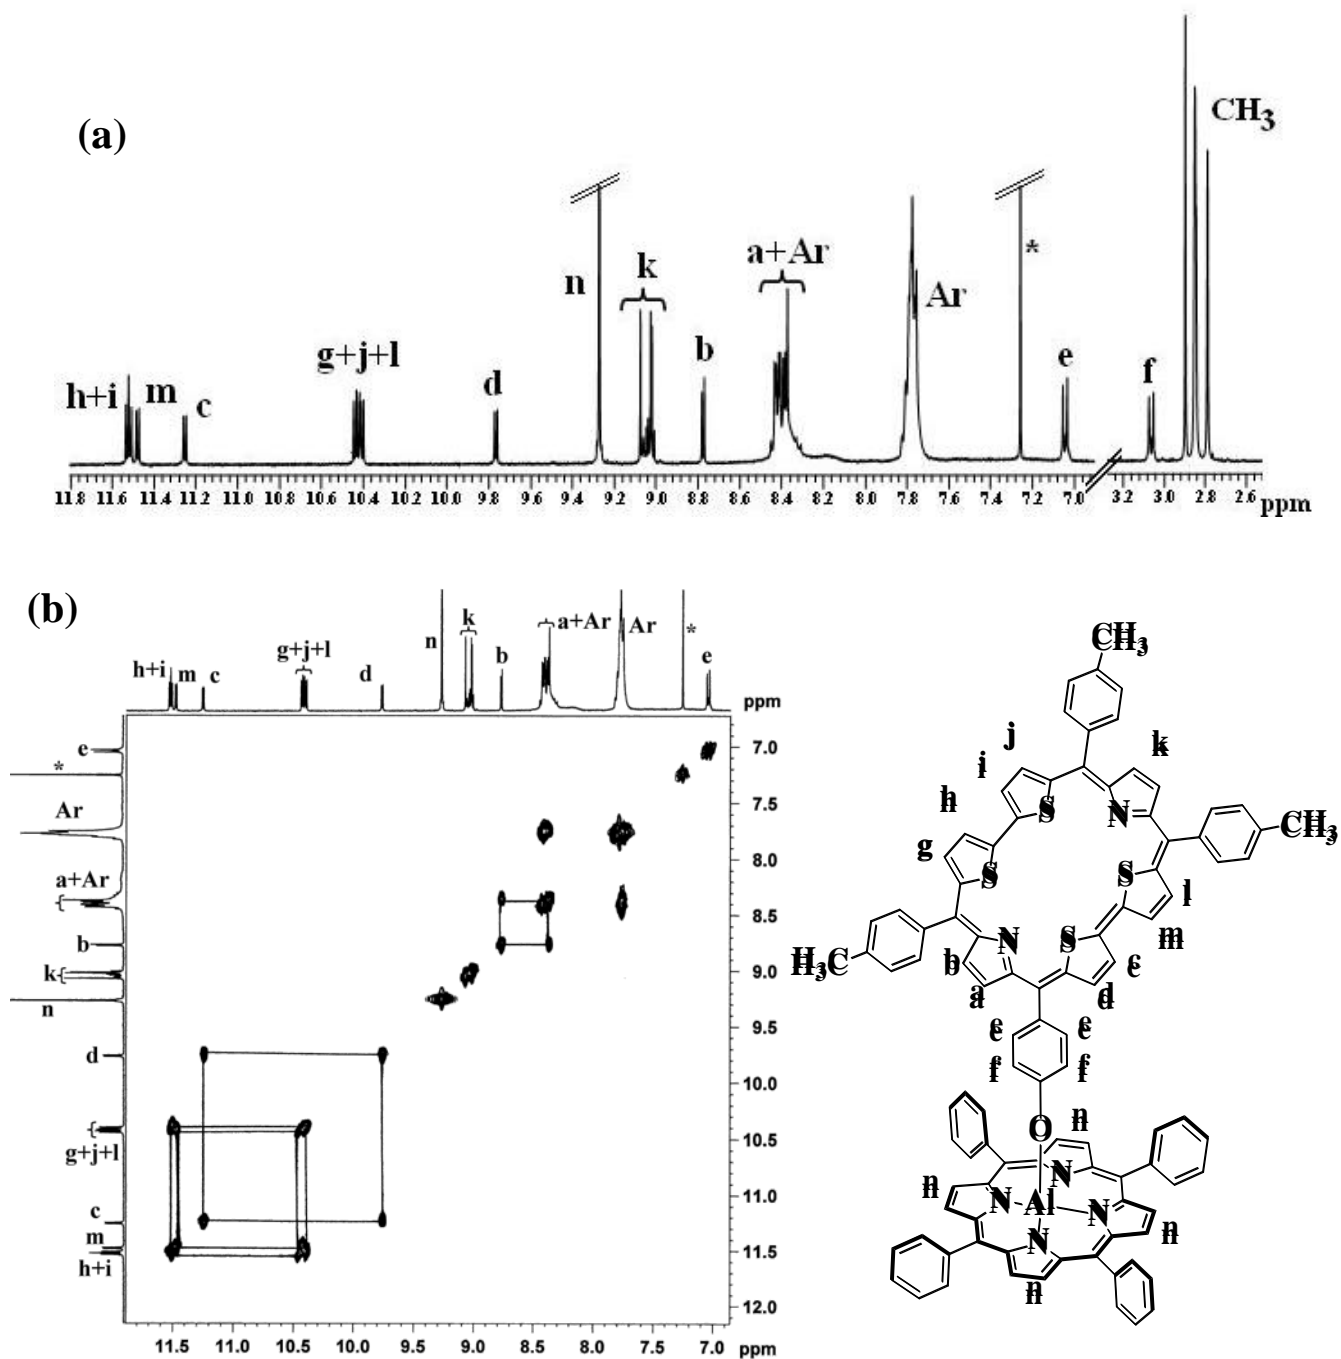 (a)
CH3
n
k
a+Ar
Ar
*
g+j+l
b
e
f
h+i
m
c
d
11.8 11.6 11.4 11.2 11.0 10.8 10.6 10.4 10.2 10.0 9.8 9.6 9.4 9.2 9.0 8.8 8.6 8.4 8.2 8.0 7.8 7.6 7.4 7.2 7.0 3.2 3.0 2.8 2.6 ppm
(b)
h+i m c g+j+l d n k b a+Ar Ar * e
ppm
e
*
Ar
a+Ar
b
k
n
d
g+j+l
c
m
h+i
7.0
7.5
8.0
8.5
9.0
9.5
10.0
10.5
11.0
11.5
12.0
11.5 11.0 10.5 10.0 9.5 9.0 8.5 8.0 7.5 7.0 ppm
CH3
j k
i
h S N CH3
g S S l
N S m
H3C b c
a d
e e
f f
O n
n N
N Al N
N n
n